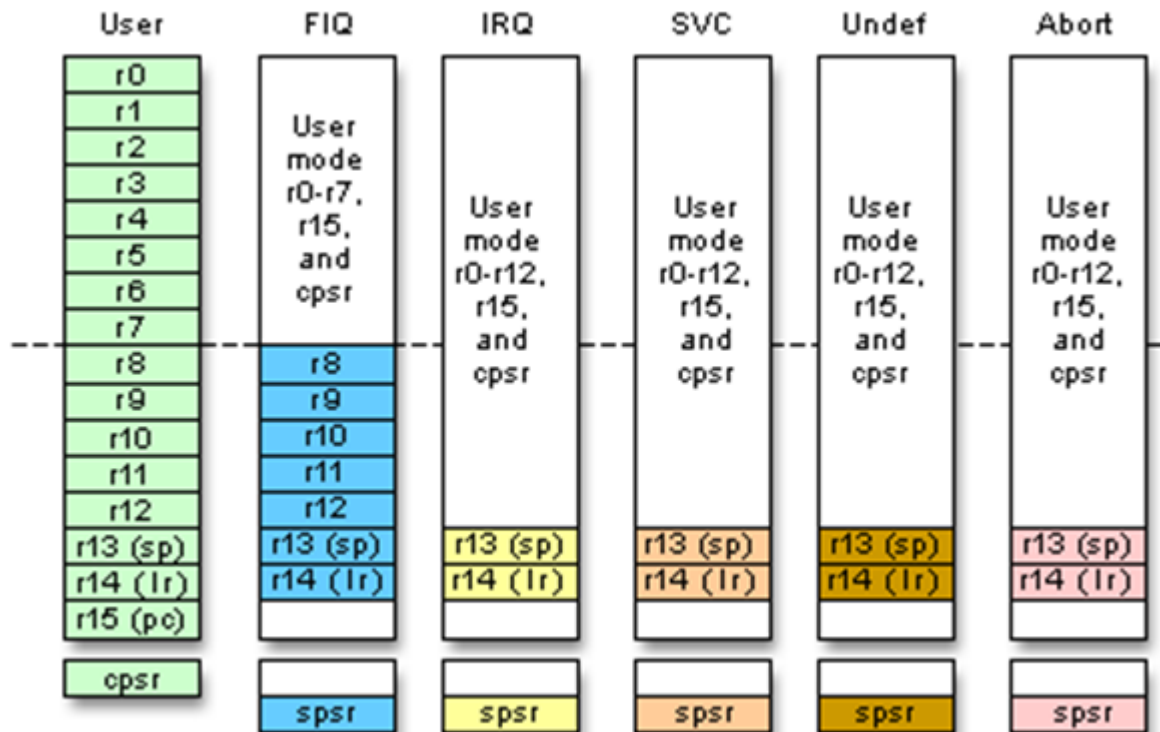 User FIQ IRQ SVC Undef Abort
r0
r1
r2
r3
r4
r5
r6
r7
r8
r9
r10
r11
r12
r13 (sp)
r14 (lr)
r15 (pc)
cpsr
User
mode
r0-r7,
r15,
and
cpsr
r8
r9
r10
r11
r12
r13 (sp)
r14 (lr)
spsr
User
mode
r0-r12,
r15,
and
cpsr
r13 (sp)
r14 (lr)
spsr
User
mode
r0-r12,
r15,
and
cpsr
r13 (sp)
r14 (lr)
spsr
User
mode
r0-r12,
r15,
and
cpsr
r13 (sp)
r14 (lr)
spsr
User
mode
r0-r12,
r15,
and
cpsr
r13 (sp)
r14 (lr)
spsr